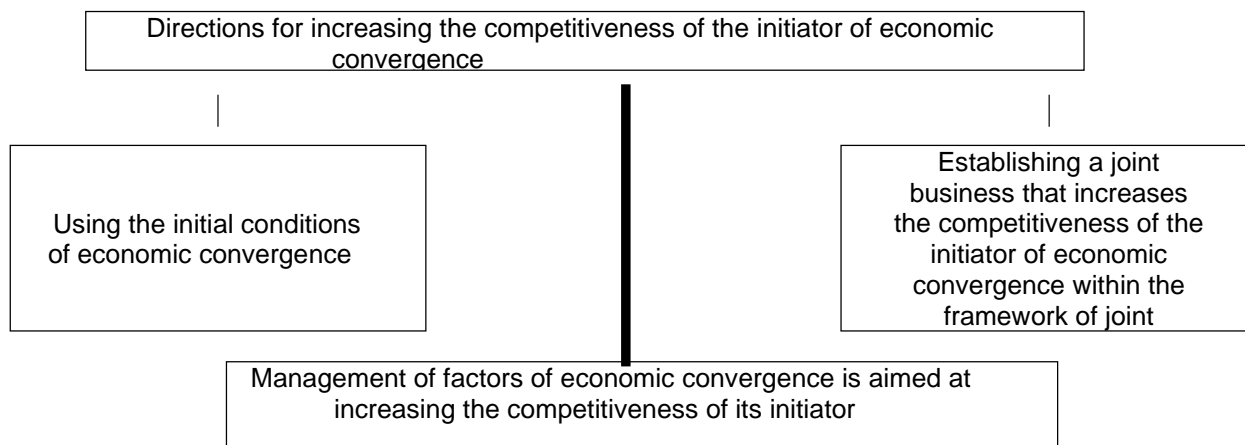 Directions for increasing the competitiveness of the initiator of economic
convergence
Using the initial conditions
of economic convergence
Establishing a joint
business that increases
the competitiveness of the
initiator of economic
convergence within the
framework of joint
Management of factors of economic convergence is aimed at
increasing the competitiveness of its initiator